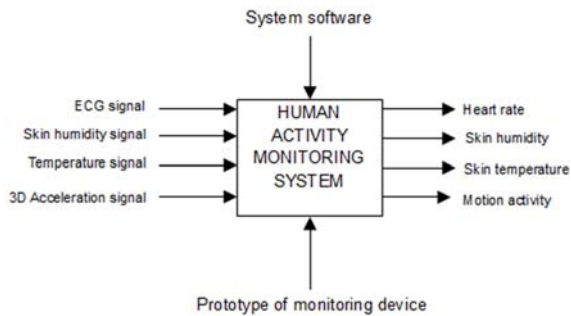 System software
ECG signal
Skin humidity signal
Temperature signal
3D Acceleration signal
HUMAN
ACTIVITY
MONITORING
SYSTEM
Heart rate
Skin humidity
Skin temperature
Motion activity
Prototype of monitoring device